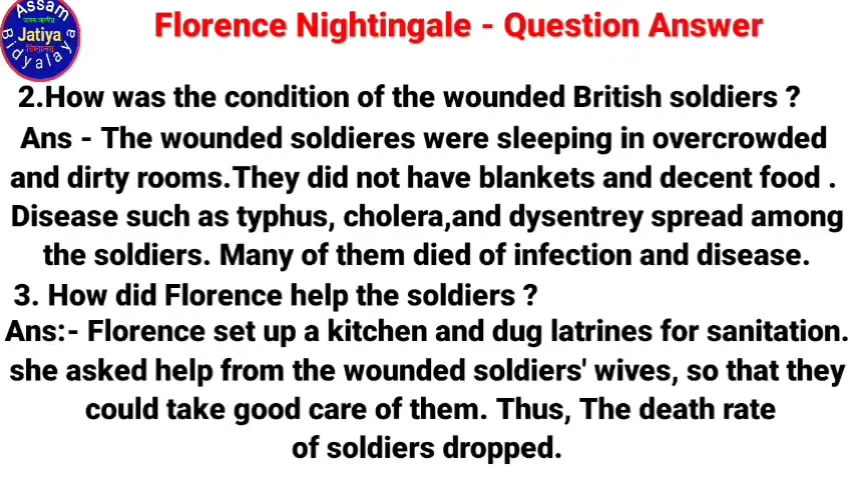 Assam
অসম জাতীয়
Jatiya
বিদ্যালয়
Bidyalaya
Florence Nightingale - Question Answer
2.How was the condition of the wounded British soldiers ?
Ans - The wounded soldieres were sleeping in overcrowded
and dirty rooms.They did not have blankets and decent food .
Disease such as typhus, cholera,and dysentrey spread among
the soldiers. Many of them died of infection and disease.
3. How did Florence help the soldiers ?
Ans:- Florence set up a kitchen and dug latrines for sanitation.
she asked help from the wounded soldiers' wives, so that they
could take good care of them. Thus, The death rate
of soldiers dropped.